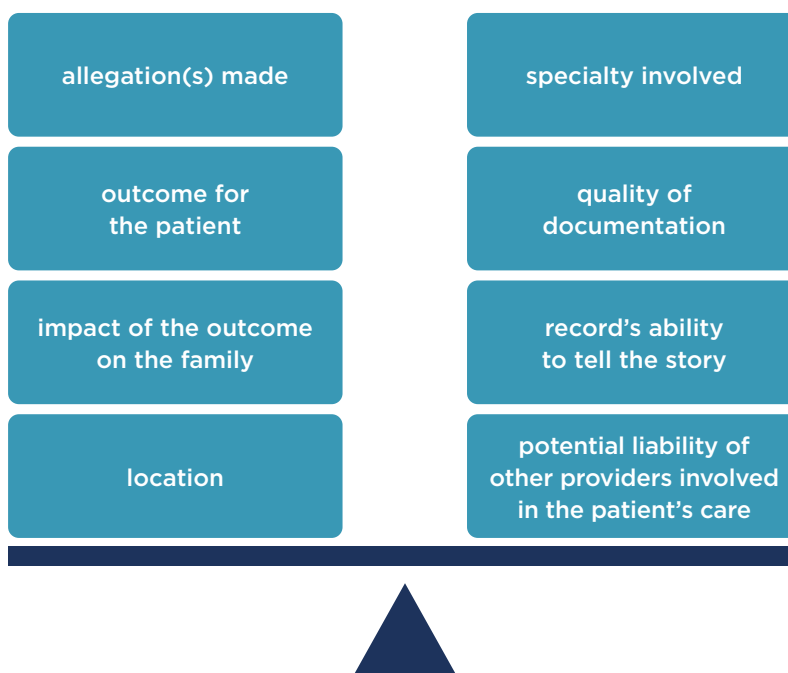 allegation(s) made
outcome for
the patient
impact of the outcome
on the family
location
specialty involved
quality of
documentation
record’s ability
to tell the story
potential liability of
other providers involved
in the patient’s care